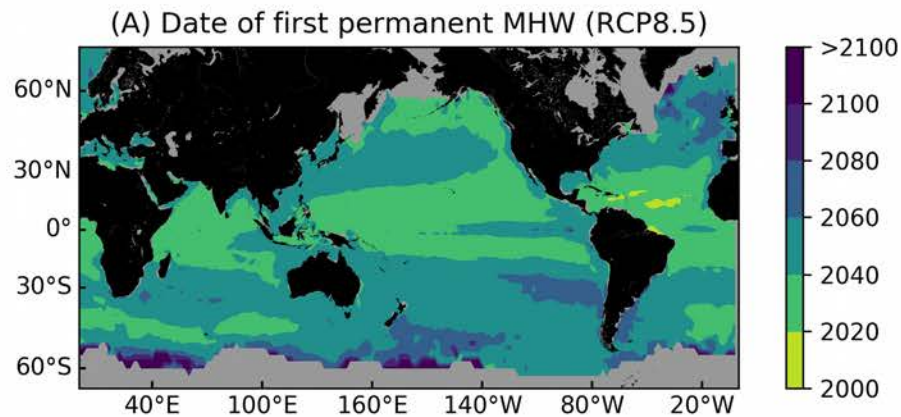 (A) Date of first permanent MHW (RCP8.5)
>2100
2100
2080
2060
2040
2020
2000
60°N
30°N
0°
30°S
60°S
40°E 100°E 160°E 140°W 80°W 20°W